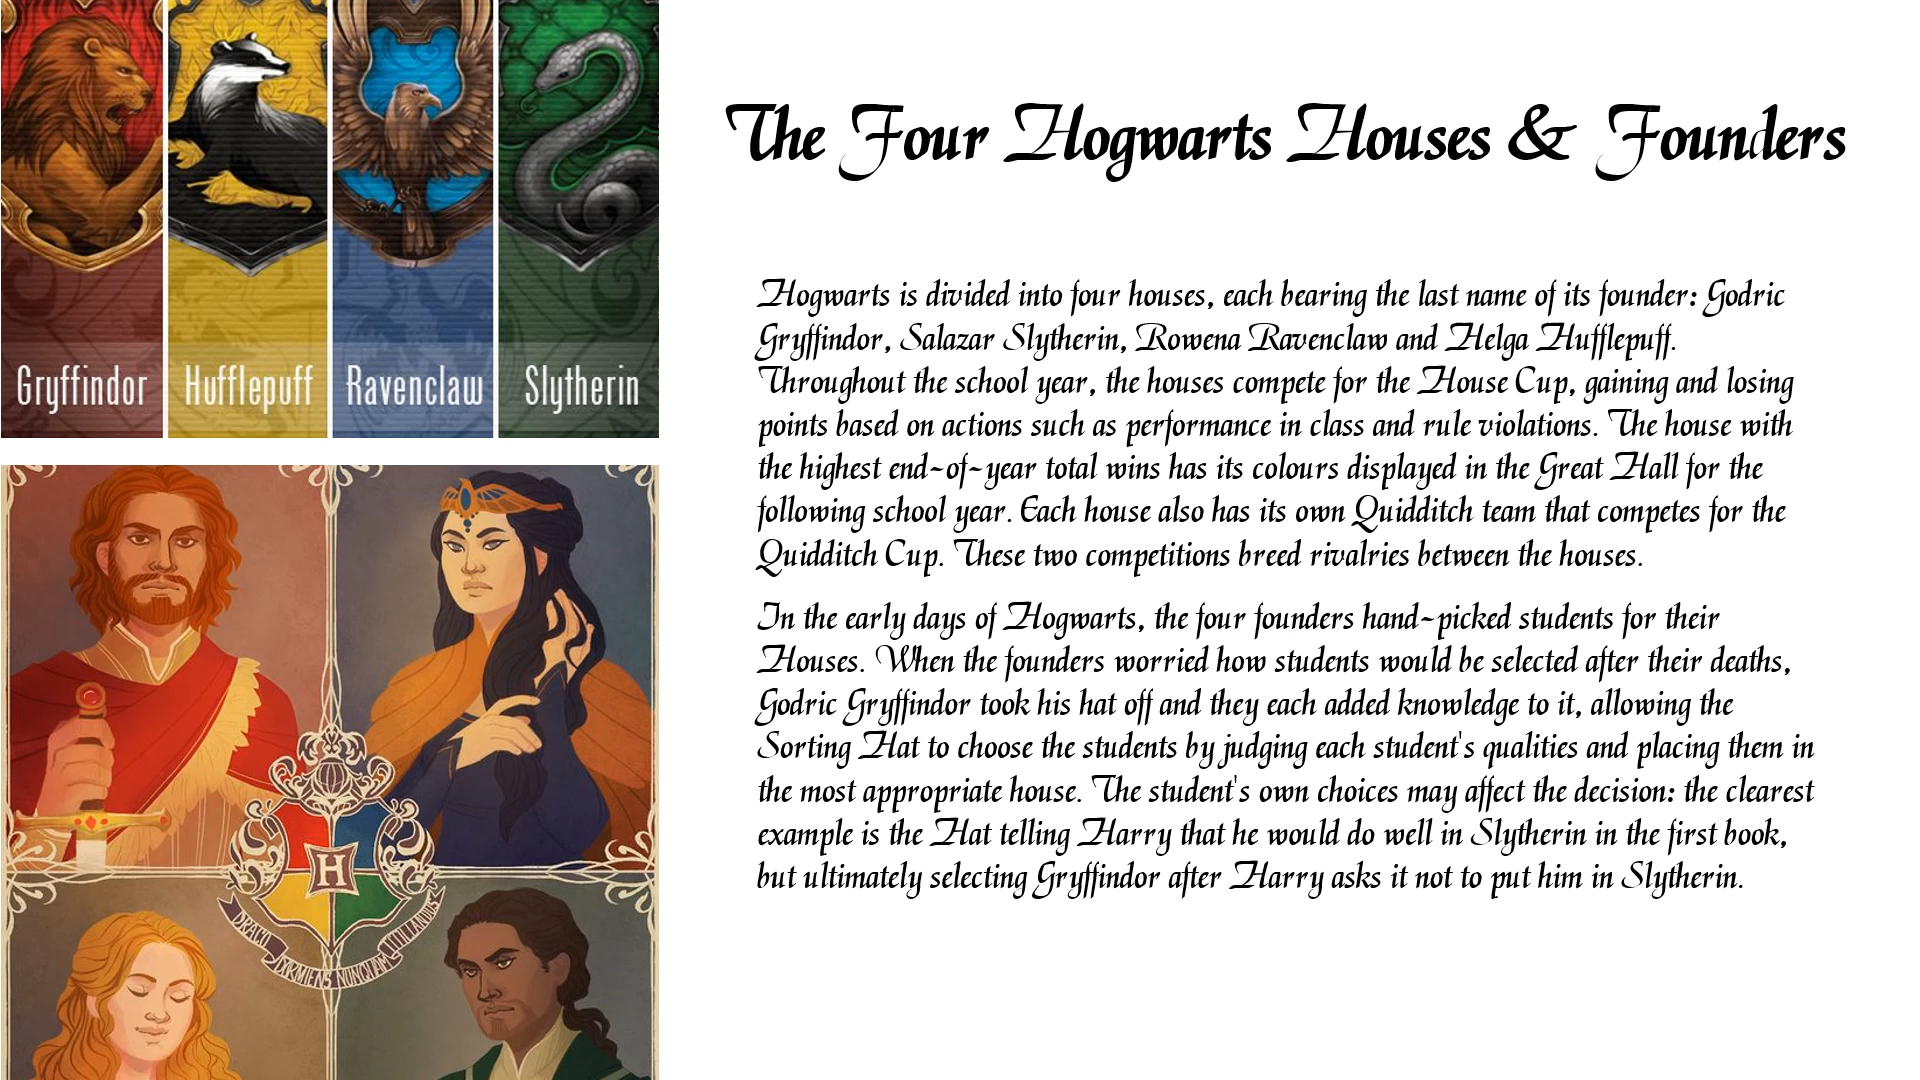 Gryffindor
Hufflepuff
Ravenclaw
Slytherin
The Four Hogwarts Houses & Founders
Hogwarts is divided into four houses, each bearing the last name of its founder: Godric
Gryffindor, Salazar Slytherin, Rowena Ravenclaw and Helga Hufflepuff.
Throughout the school year, the houses compete for the House Cup, gaining and losing
points based on actions such as performance in class and rule violations. The house with
the highest end-of-year total wins has its colours displayed in the Great Hall for the
following school year. Each house also has its own Quidditch team that competes for the
Quidditch Cup. These two competitions breed rivalries between the houses.
In the early days of Hogwarts, the four founders hand-picked students for their
Houses. When the founders worried how students would be selected after their deaths,
Godric Gryffindor took his hat off and they each added knowledge to it, allowing the
Sorting Hat to choose the students by judging each student's qualities and placing them in
the most appropriate house. The student's own choices may affect the decision: the clearest
example is the Hat telling Harry that he would do well in Slytherin in the first book,
but ultimately selecting Gryffindor after Harry asks it not to put him in Slytherin.
H
DRACO DORMIENS NUNQUAM TITILLANDUS